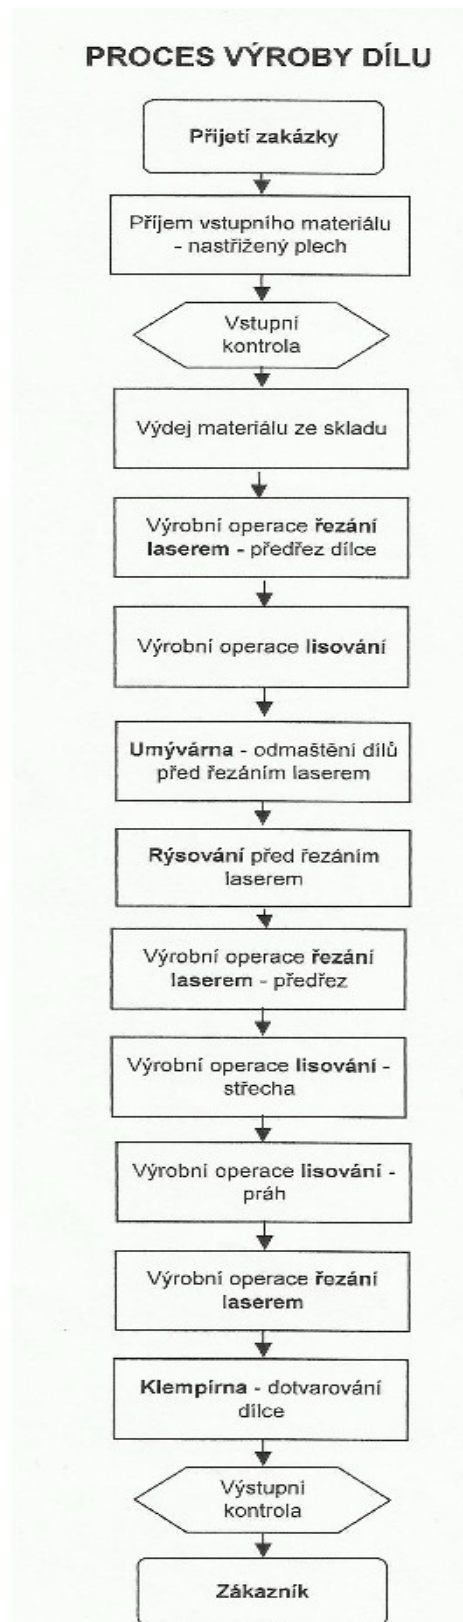 PROCES VÝROBY DÍLU
Přijetí zakázky
Příjem vstupního materiálu
- nastřižený plech
Vstupní
kontrola
Výdej materiálu ze skladu
Výrobní operace řezání
laserem - předřez dílce
Výrobní operace lisování
Umývárna - odmaštění dílů
před řezáním laserem
Rýsování před řezáním
laserem
Výrobní operace řezání
laserem - předřez
Výrobní operace lisování -
střecha
Výrobní operace lisování -
práh
Výrobní operace řezání
laserem
Klempírna - dotvarování
dílce
Výstupní
kontrola
Zákazník